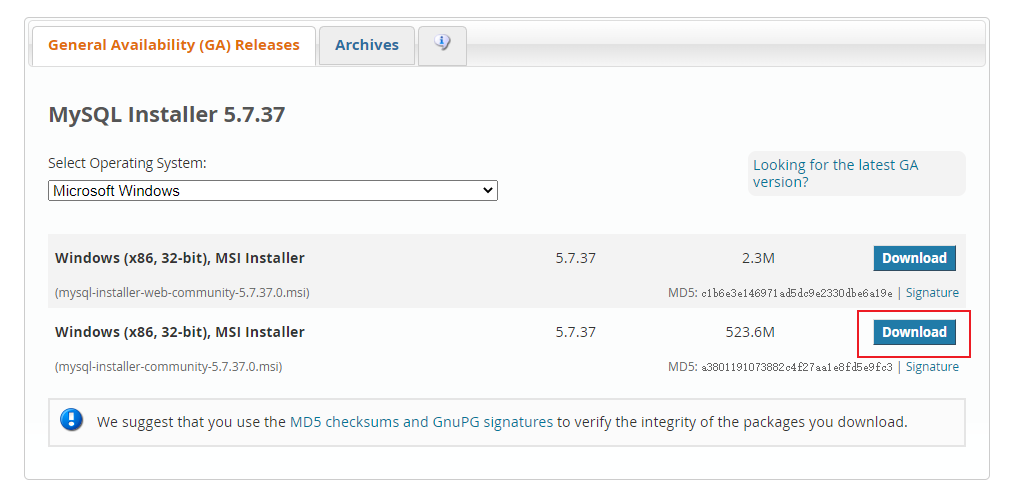 General Availability (GA) Releases
Archives
MySQL Installer 5.7.37
Select Operating System:
Looking for the latest GA
version?
Microsoft Windows
Windows (x86, 32-bit), MSI Installer 5.7.37 2.3M Download
(mysql-installer-web-community-5.7.37.0.msi) MD5: c1b6e3e146971ad5dc9e2330dbe6a19e | Signature
Windows (x86, 32-bit), MSI Installer 5.7.37 523.6M Download
(mysql-installer-community-5.7.37.0.msi) MD5: a3801191073882c4f27aa1e8fd5e9fc3 | Signature
We suggest that you use the MD5 checksums and GnuPG signatures to verify the integrity of the packages you download.